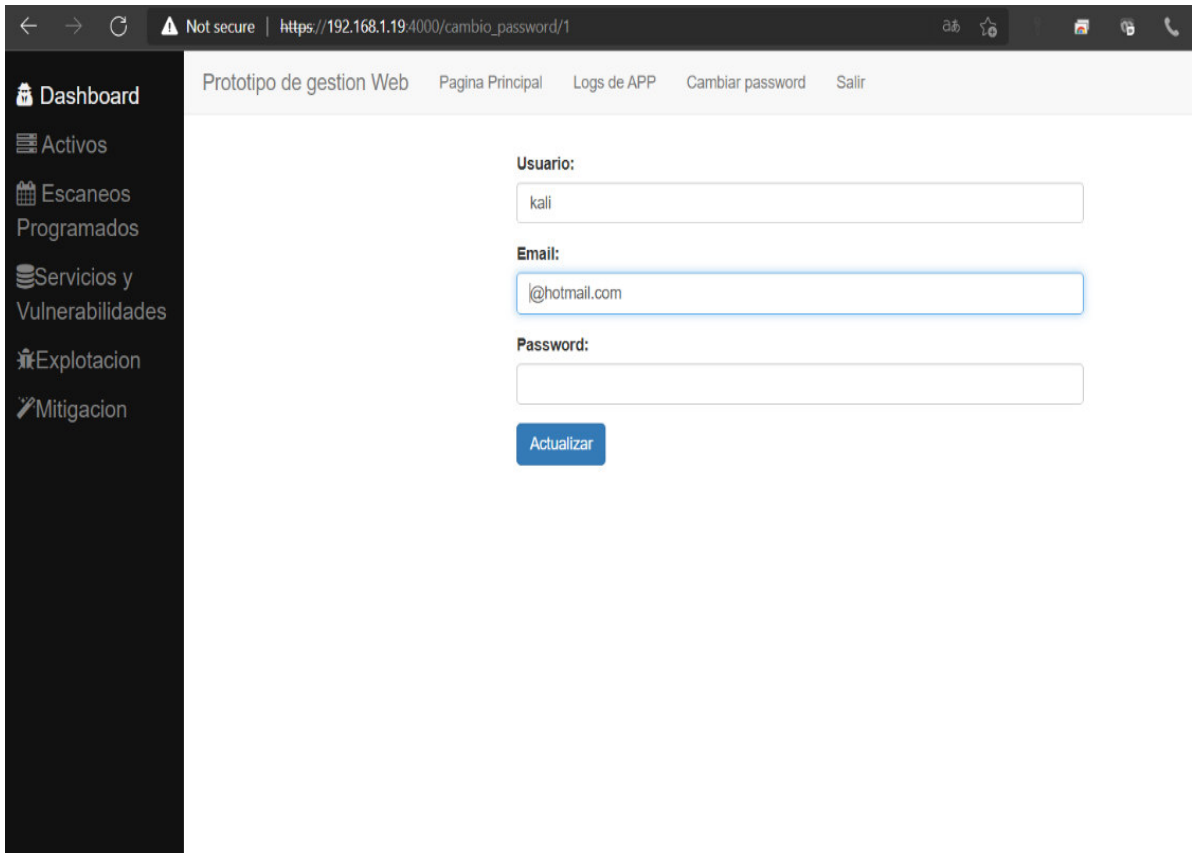 Not secure | https://192.168.1.19:4000/cambio_password/1
Dashboard
Activos
Escaneos
Programados
Servicios y
Vulnerabilidades
Explotacion
Mitigacion
Prototipo de gestion Web Pagina Principal Logs de APP Cambiar password Salir
Usuario:
kali
Email:
@hotmail.com
Password:
Actualizar